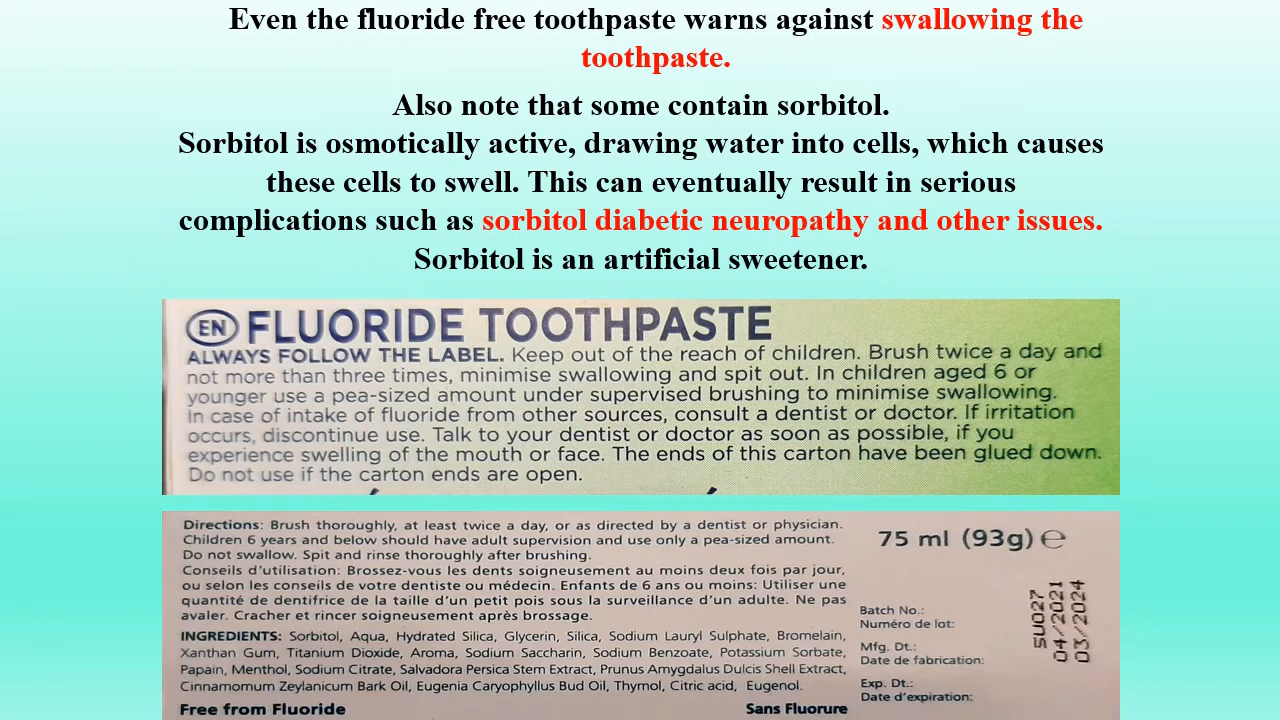 Even the fluoride free toothpaste warns against swallowing the
toothpaste.
Also note that some contain sorbitol.
Sorbitol is osmotically active, drawing water into cells, which causes
these cells to swell. This can eventually result in serious
complications such as sorbitol diabetic neuropathy and other issues.
Sorbitol is an artificial sweetener.
EN FLUORIDE TOOTHPASTE
ALWAYS FOLLOW THE LABEL. Keep out of the reach of children. Brush twice a day and
not more than three times, minimise swallowing and spit out. In children aged 6 or
younger use a pea-sized amount under supervised brushing to minimise swallowing.
In case of intake of fluoride from other sources, consult a dentist or doctor. If irritation
occurs, discontinue use. Talk to your dentist or doctor as soon as possible, if you
experience swelling of the mouth or face. The ends of this carton have been glued down.
Do not use if the carton ends are open.
Directions: Brush thoroughly, at least twice a day, or as directed by a dentist or physician.
Children 6 years and below should have adult supervision and use only a pea-sized amount.
Do not swallow. Spit and rinse thoroughly after brushing.
Conseils d'utilisation: Brossez-vous les dents soigneusement au moins deux fois par jour,
ou selon les conseils de votre dentiste ou médecin. Enfants de 6 ans ou moins: Utiliser une
quantité de dentifrice de la taille d'un petit pois sous la surveillance d'un adulte. Ne pas
avaler. Cracher et rincer soigneusement après brossage.
INGREDIENTS: Sorbitol, Aqua, Hydrated Silica, Glycerin, Silica, Sodium Lauryl Sulphate, Bromelain,
Xanthan Gum, Titanium Dioxide, Aroma, Sodium Saccharin, Sodium Benzoate, Potassium Sorbate,
Papain, Menthol, Sodium Citrate, Salvadora Persica Stem Extract, Prunus Amygdalus Dulcis Shell Extract,
Cinnamomum Zeylanicum Bark Oil, Eugenia Caryophyllus Bud Oil, Thymol, Citric acid, Eugenol.
Free from Fluoride
Sans Fluorure
75 ml (93g) ℮
Batch No.:
Numéro de lot:
Mfg. Dt.:
Date de fabrication:
Exp. Dt.:
Date d'expiration:
SU027
04/2021
03/2024